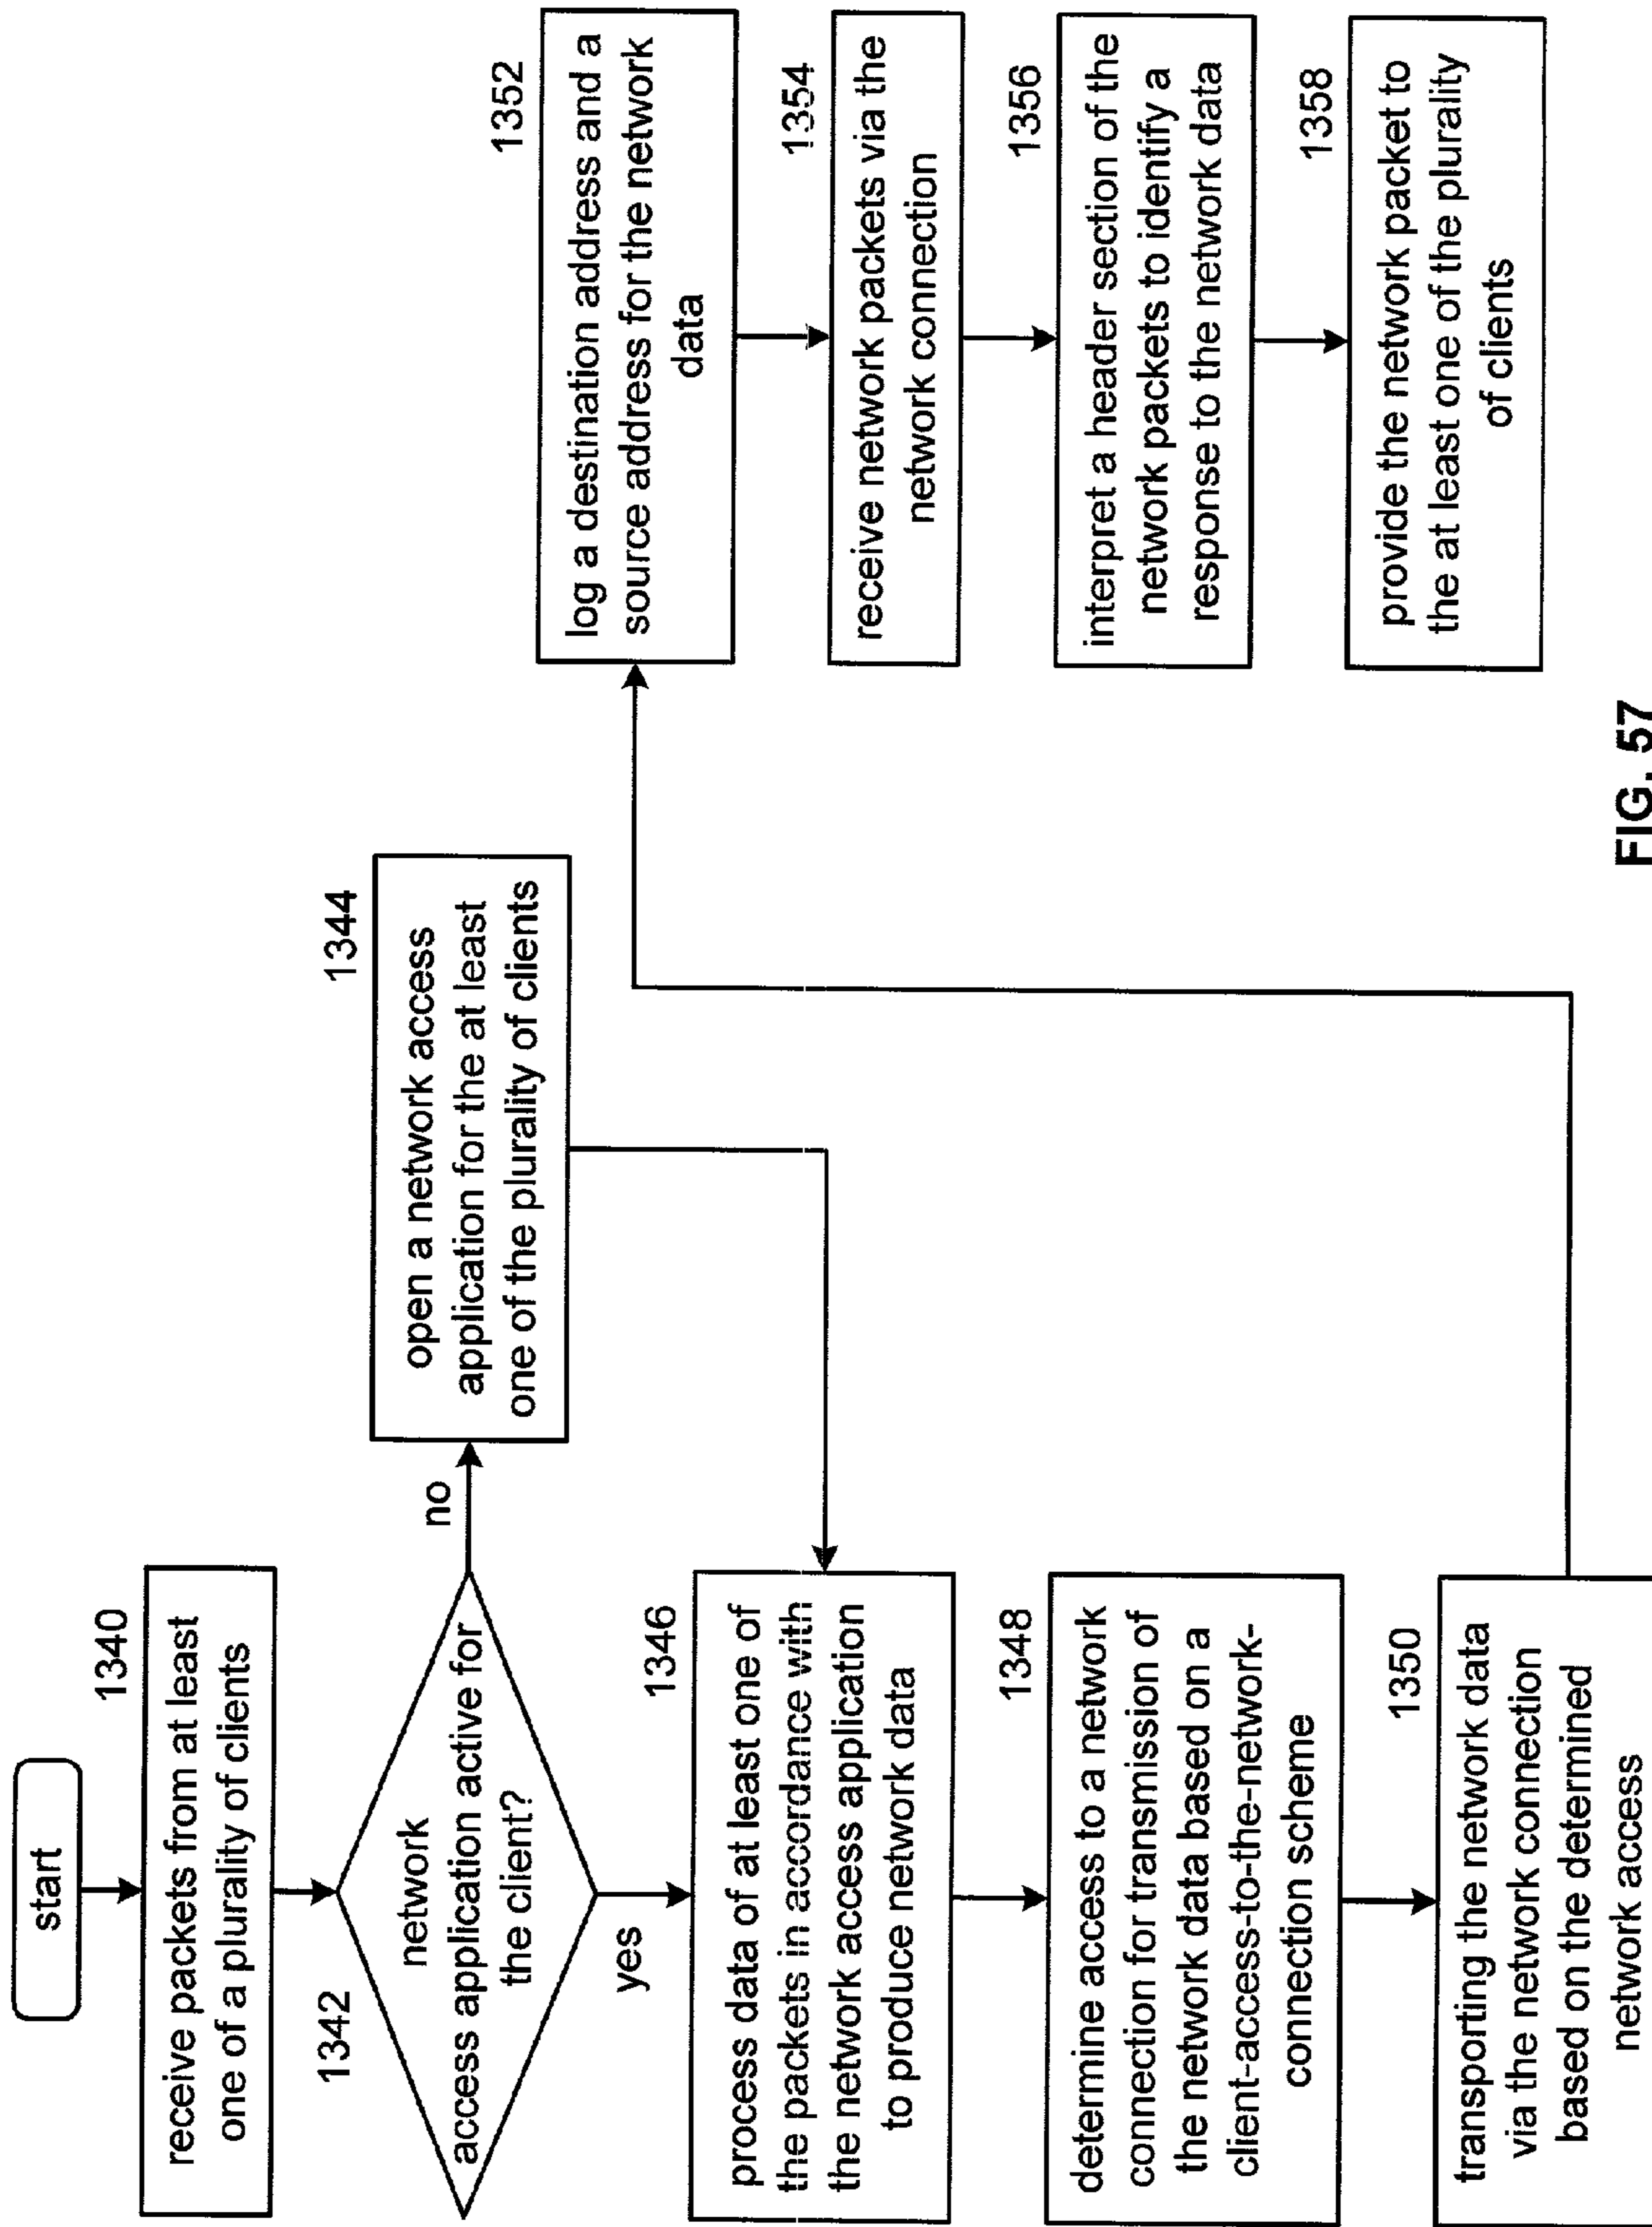 start
1340
receive packets from at least
one of a plurality of clients
1342
network
access application active for
the client?
no
yes
1344
open a network access
application for the at least
one of the plurality of clients
1346
process data of at least one of
the packets in accordance with
the network access application
to produce network data
1348
determine access to a network
connection for transmission of
the network data based on a
client-access-to-the-network-
connection scheme
1350
transporting the network data
via the network connection
based on the determined
network access
1352
log a destination address and a
source address for the network
data
1354
receive network packets via the
network connection
1356
interpret a header section of the
network packets to identify a
response to the network data
1358
provide the network packet to
the at least one of the plurality
of clients
FIG. 57